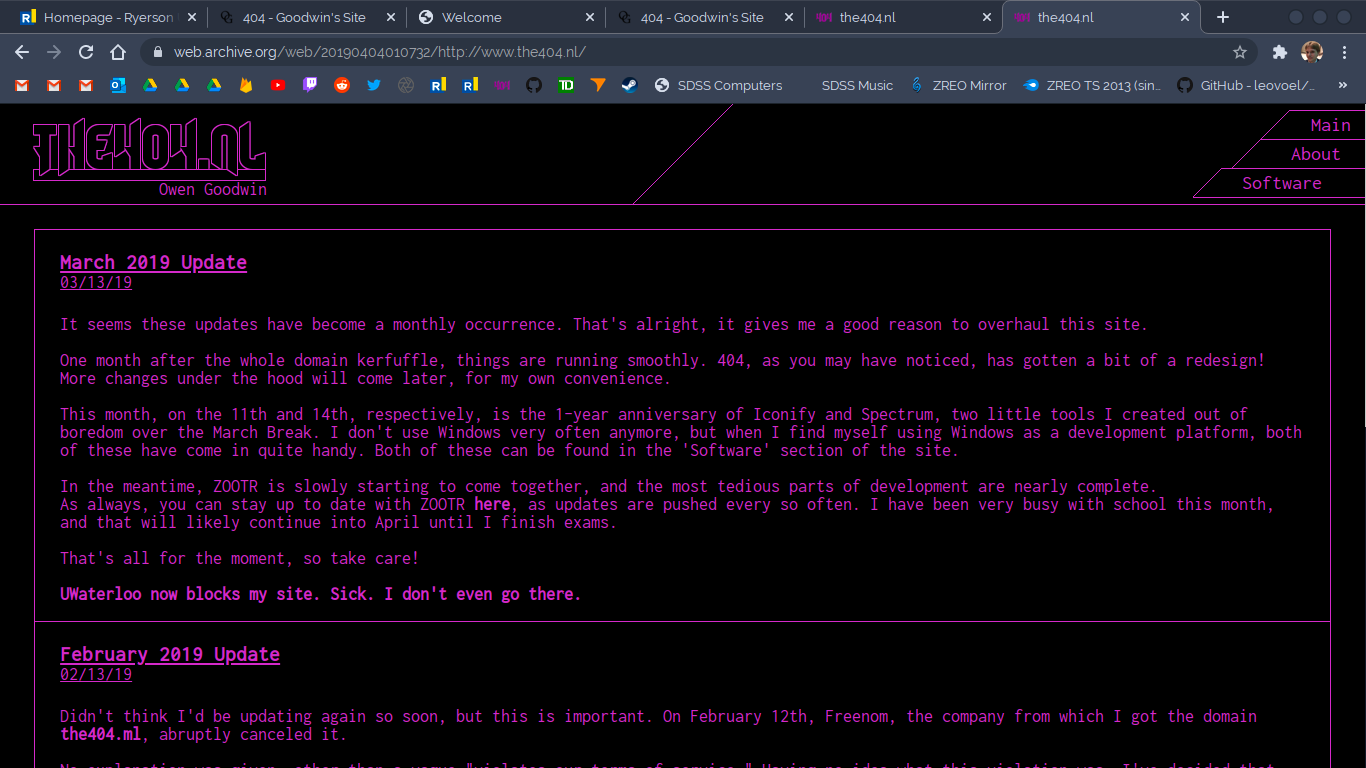 Homepage - Ryerson
404 - Goodwin's Site
Welcome
404 - Goodwin's Site
the404.nl
the404.nl
web.archive.org/web/20190404010732/http://www.the404.nl/
SDSS Computers
SDSS Music
ZREO Mirror
ZREO TS 2013 (sin...
GitHub - leovoel/...
THE404.NL
Owen Goodwin
Main
About
Software
March 2019 Update
03/13/19
It seems these updates have become a monthly occurrence. That's alright, it gives me a good reason to overhaul this site.
One month after the whole domain kerfuffle, things are running smoothly. 404, as you may have noticed, has gotten a bit of a redesign!
More changes under the hood will come later, for my own convenience.
This month, on the 11th and 14th, respectively, is the 1-year anniversary of Iconify and Spectrum, two little tools I created out of
boredom over the March Break. I don't use Windows very often anymore, but when I find myself using Windows as a development platform, both
of these have come in quite handy. Both of these can be found in the 'Software' section of the site.
In the meantime, ZOOTR is slowly starting to come together, and the most tedious parts of development are nearly complete.
As always, you can stay up to date with ZOOTR here, as updates are pushed every so often. I have been very busy with school this month,
and that will likely continue into April until I finish exams.
That's all for the moment, so take care!
UWaterloo now blocks my site. Sick. I don't even go there.
February 2019 Update
02/13/19
Didn't think I'd be updating again so soon, but this is important. On February 12th, Freenom, the company from which I got the domain
the404.ml, abruptly canceled it.